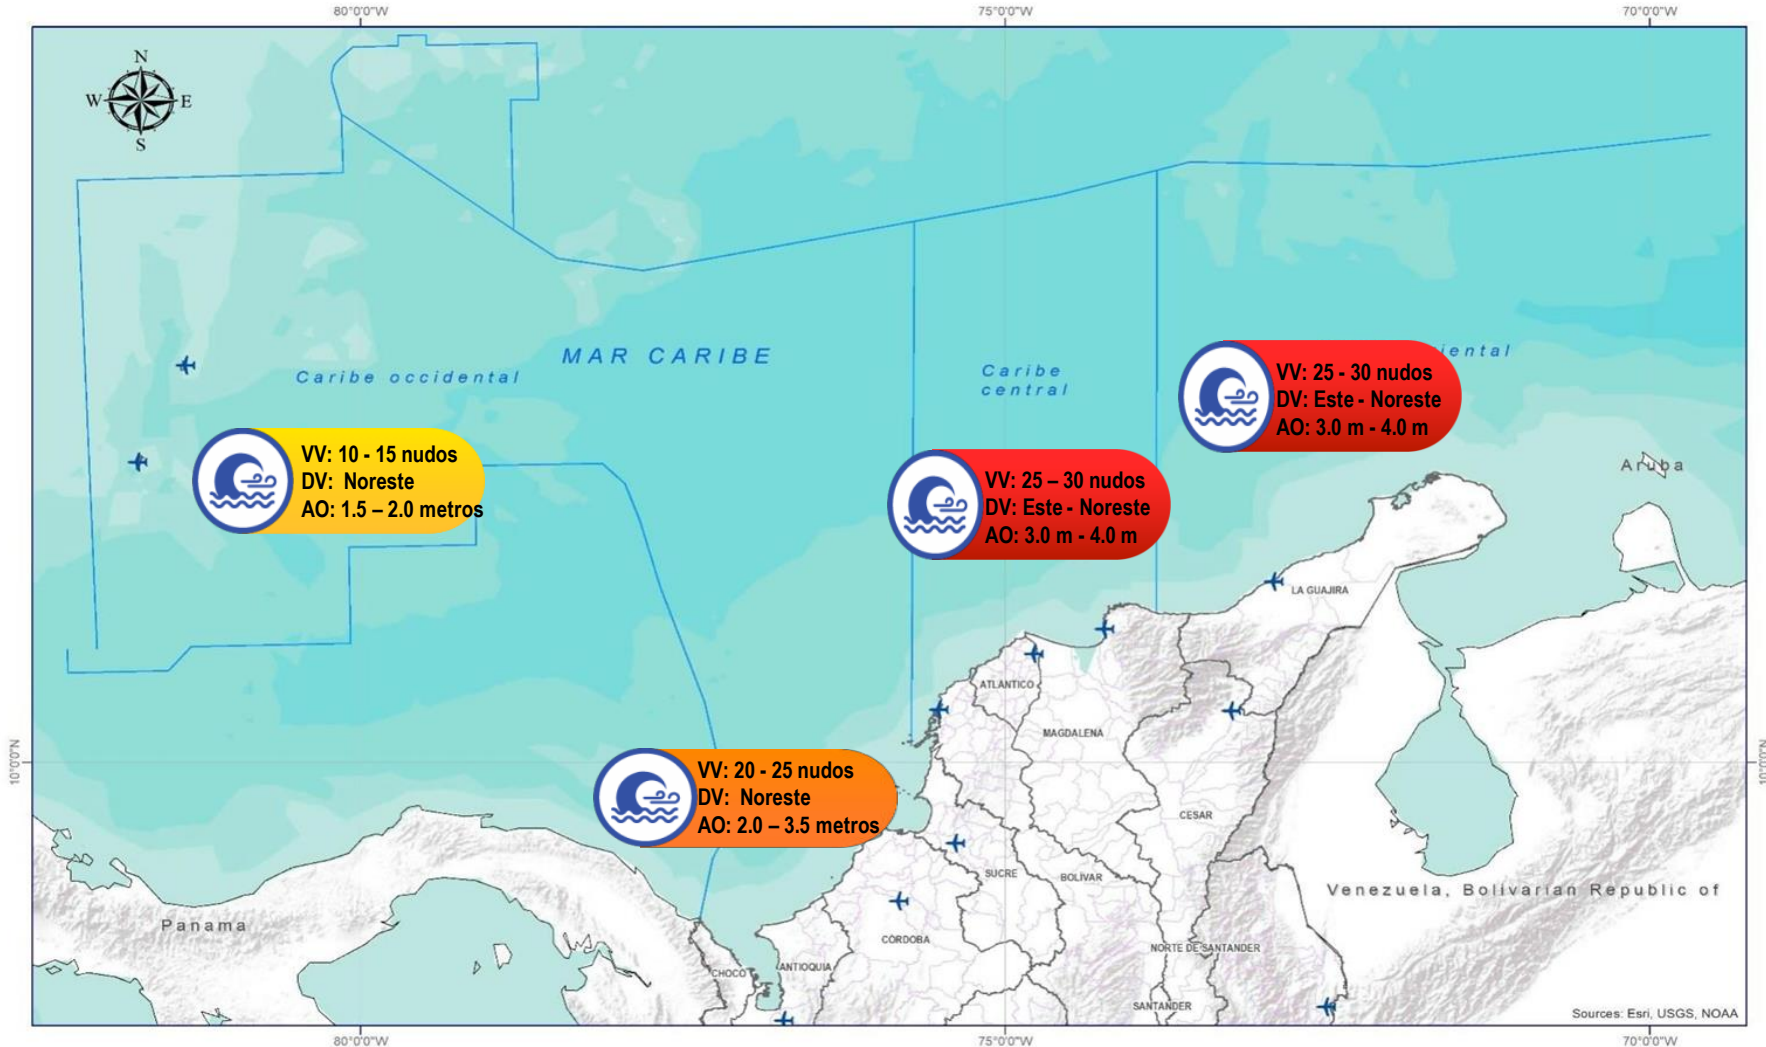 80°0'0"W
75°0'0"W
70°0'0"W
N
W
E
S
MAR CARIBE
Caribe occidental
Caribe
central
iental
VV: 25 - 30 nudos
DV: Este - Noreste
AO: 3.0 m - 4.0 m
VV: 10 - 15 nudos
DV: Noreste
AO: 1.5 – 2.0 metros
VV: 25 – 30 nudos
DV: Este - Noreste
AO: 3.0 m - 4.0 m
Aruba
LA GUAJIRA
ATLANTICO
MAGDALENA
10°0'0"N
10°0'0"N
VV: 20 - 25 nudos
DV: Noreste
AO: 2.0 – 3.5 metros
CESAR
SUCRE
BOLIVAR
Venezuela, Bolivarian Republic of
Panama
CORDOBA
NORTE DE SANTANDER
CHOCO
ANTIOQUIA
SANTANDER
Sources: Esri, USGS, NOAA
80°0'0"W
75°0'0"W
70°0'0"W